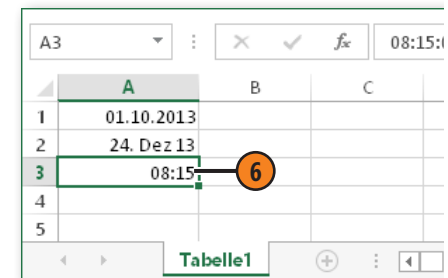 A3 fx 08:15:0
A B C
1 01.10.2013
2 24. Dez 13
3 08:15 6
4
5
Tabelle1